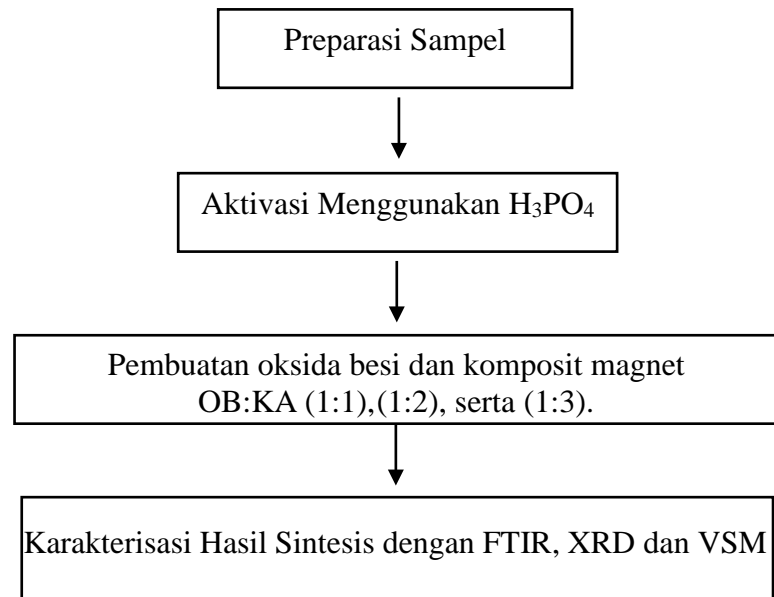 Preparasi Sampel
Aktivasi Menggunakan H₃PO₄
Pembuatan oksida besi dan komposit magnet
OB:KA (1:1),(1:2), serta (1:3).
Karakterisasi Hasil Sintesis dengan FTIR, XRD dan VSM